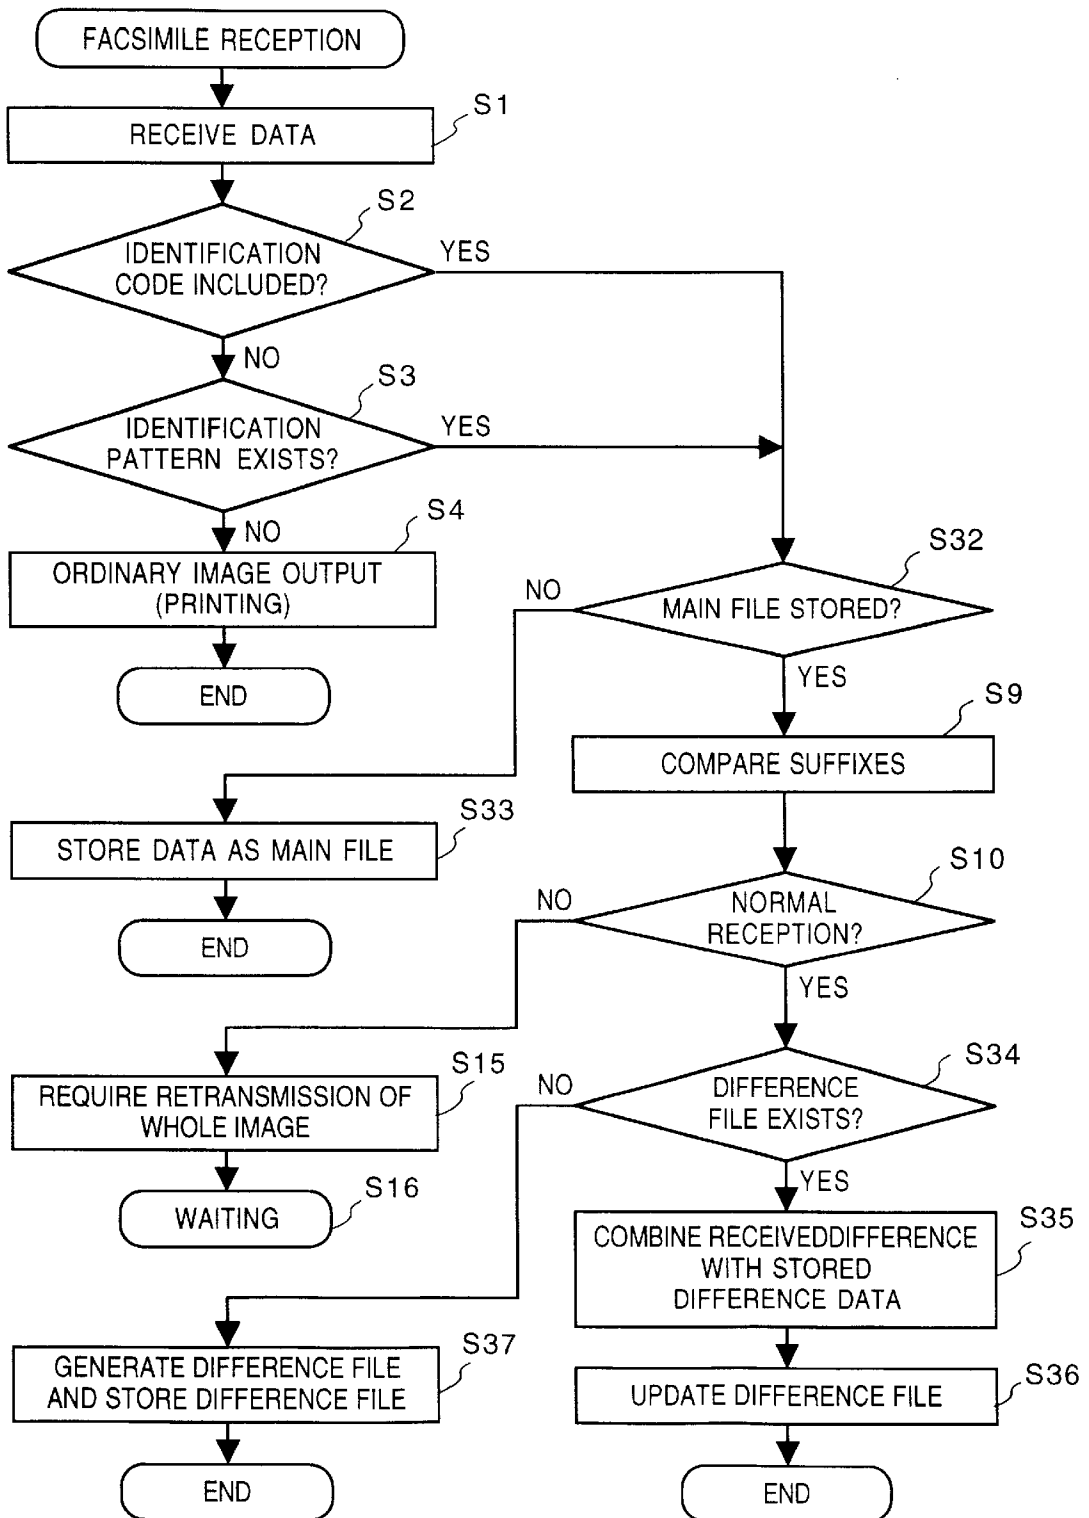 FACSIMILE RECEPTION
S1
RECEIVE DATA
S2
IDENTIFICATION
CODE INCLUDED?
YES
NO
S3
IDENTIFICATION
PATTERN EXISTS?
YES
NO
S4
ORDINARY IMAGE OUTPUT
(PRINTING)
END
S32
MAIN FILE STORED?
NO
YES
S9
COMPARE SUFFIXES
S33
STORE DATA AS MAIN FILE
END
S10
NORMAL
RECEPTION?
NO
YES
S15
REQUIRE RETRANSMISSION OF
WHOLE IMAGE
S16
WAITING
S34
DIFFERENCE
FILE EXISTS?
NO
YES
S35
COMBINE RECEIVEDDIFFERENCE
WITH STORED
DIFFERENCE DATA
S37
GENERATE DIFFERENCE FILE
AND STORE DIFFERENCE FILE
END
S36
UPDATE DIFFERENCE FILE
END